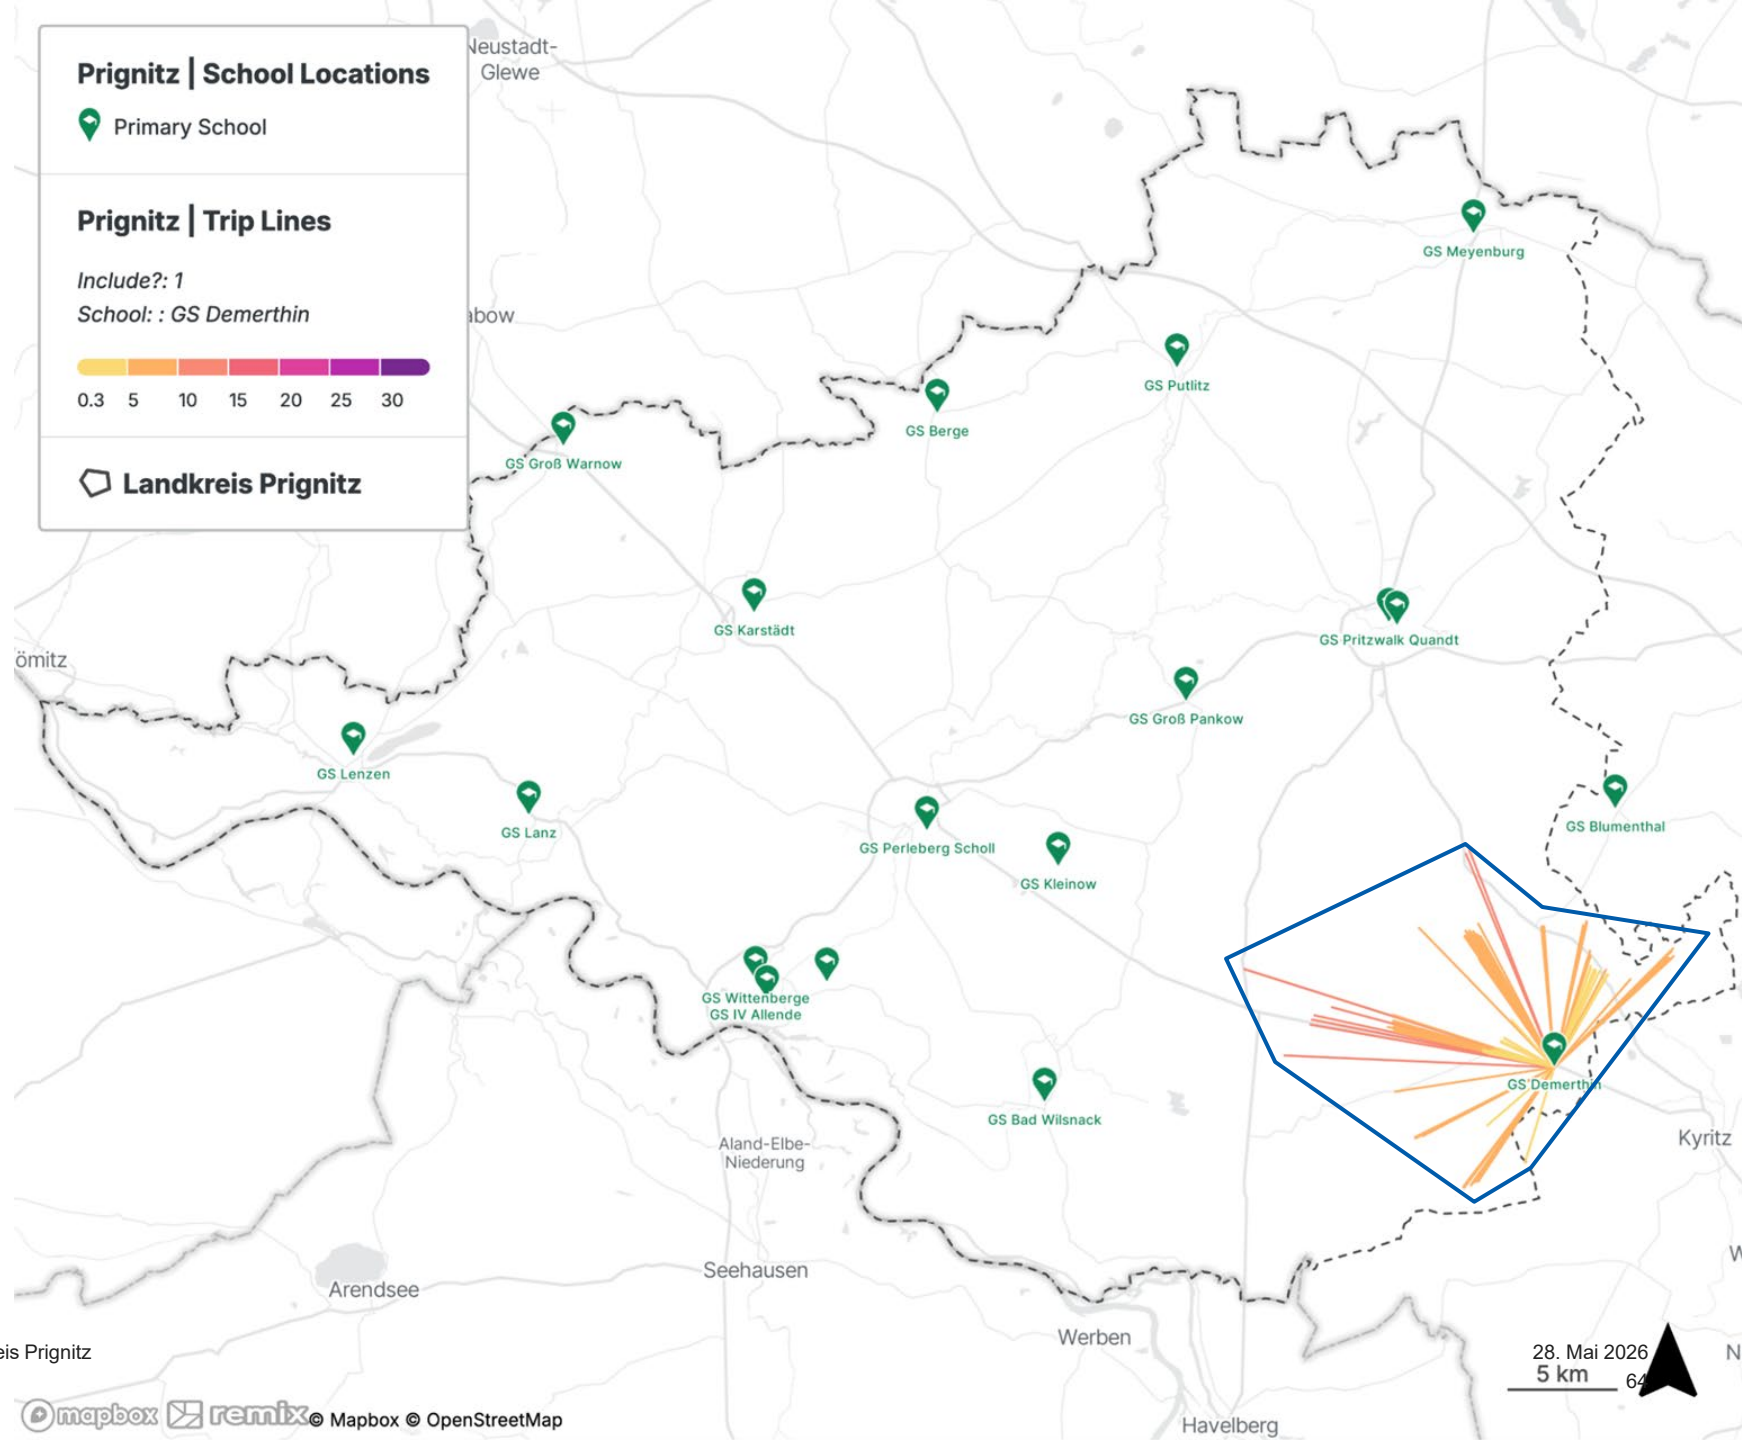 Prignitz | School Locations
Primary School
Prignitz | Trip Lines
Include?: 1
School: : GS Demerthin
0.3 5 10 15 20 25 30
Landkreis Prignitz
Neustadt-
Glewe
abow
GS Meyenburg
GS Putlitz
GS Berge
GS Groß Warnow
GS Karstädt
GS Pritzwalk Quandt
ömitz
GS Groß Pankow
GS Lenzen
GS Lanz
GS Blumenthal
GS Perleberg Scholl
GS Kleinow
GS Wittenberge
GS IV Allende
GS Demerthin
GS Bad Wilsnack
Kyritz
Aland-Elbe-
Niederung
Seehausen
Arendsee
W
Werben
eis Prignitz
28. Mai 2026
N
5 km
64
mapbox remix © Mapbox © OpenStreetMap
Havelberg